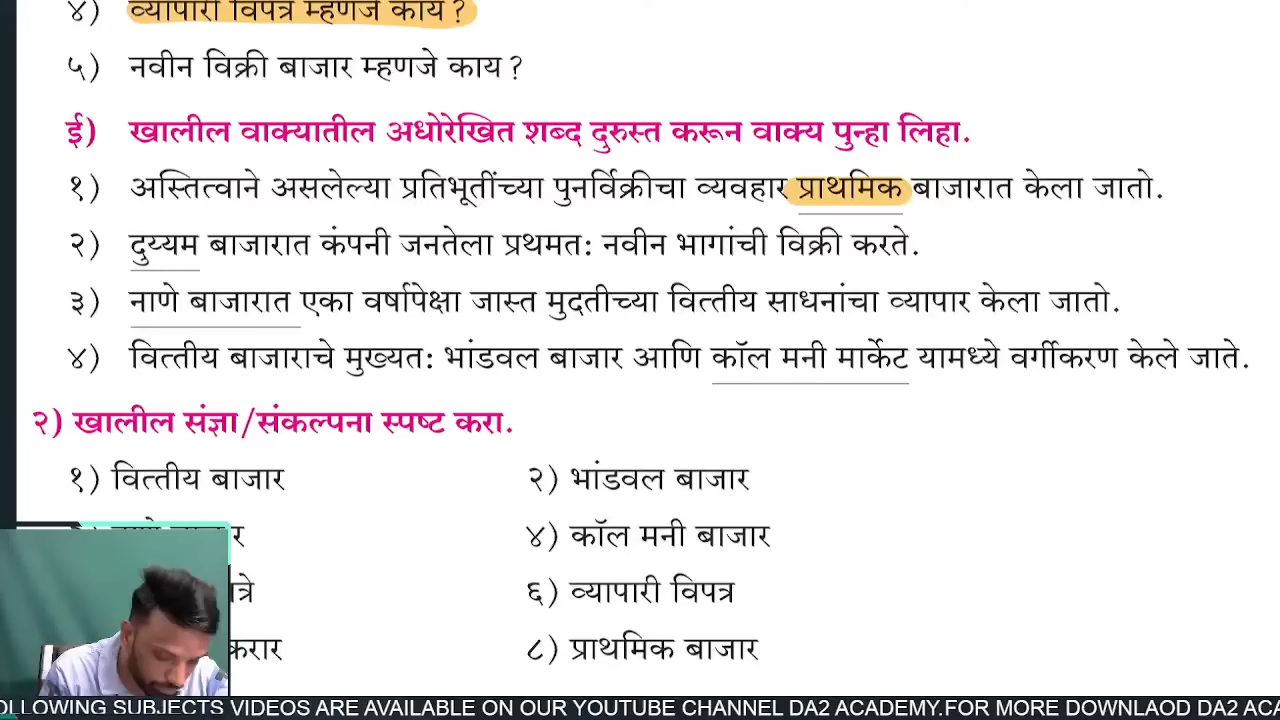 ४) व्यापारी विपत्र म्हणजे काय?
५) नवीन विक्री बाजार म्हणजे काय?
ई) खालील वाक्यातील अधोरेखित शब्द दुरुस्त करून वाक्य पुन्हा लिहा.
१) अस्तित्वाने असलेल्या प्रतिभूतींच्या पुनर्विक्रीचा व्यवहार प्राथमिक बाजारात केला जातो.
२) दुय्यम बाजारात कंपनी जनतेला प्रथमत: नवीन भागांची विक्री करते.
३) नाणे बाजारात एका वर्षापेक्षा जास्त मुदतीच्या वित्तीय साधनांचा व्यापार केला जातो.
४) वित्तीय बाजाराचे मुख्यत: भांडवल बाजार आणि कॉल मनी मार्केट यामध्ये वर्गीकरण केले जाते.
२) खालील संज्ञा/संकल्पना स्पष्ट करा.
१) वित्तीय बाजार २) भांडवल बाजार
४) कॉल मनी बाजार
६) व्यापारी विपत्र
८) प्राथमिक बाजार
OLLOWING SUBJECTS VIDEOS ARE AVAILABLE ON OUR YOUTUBE CHANNEL DA2 ACADEMY.FOR MORE DOWNLAOD DA2 ACA